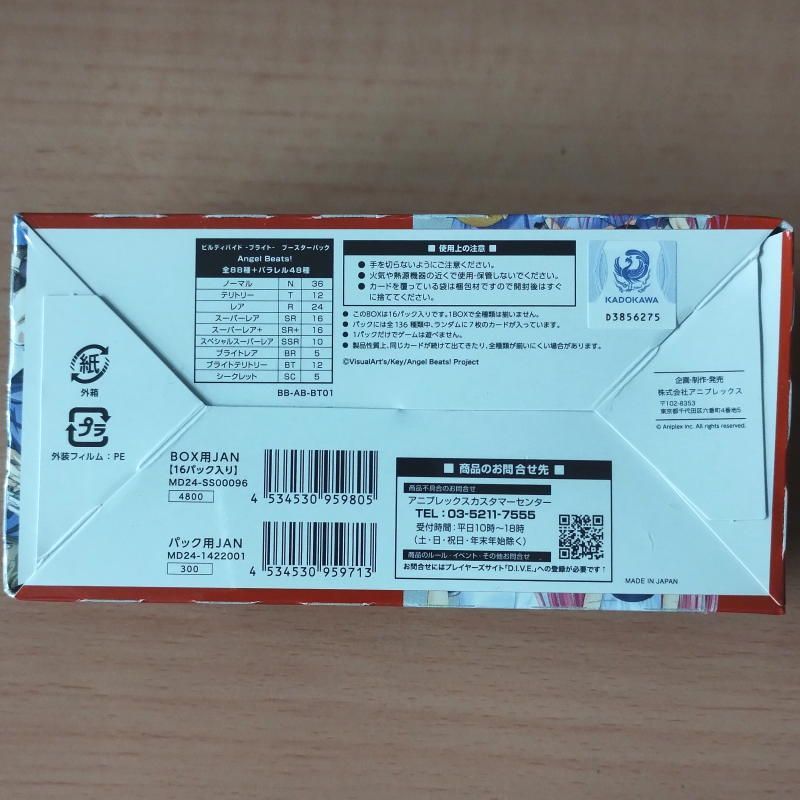 ビルディバイド -ブライト- ブースターパック
Angel Beats!
全88種+パラレル48種
ノーマル N 36
テリトリー T 12
レア R 24
スーパーレア SR 16
スーパーレア+ SR+ 16
スペシャルスーパーレア SSR 10
ブライトレア BR 5
ブライトテリトリー BT 12
シークレット SC 5
BB-AB-BT01
■ 使用上の注意 ■
●手を切らないようにご注意ください。
●火気や熱源機器の近くで使用・保管しないでください。
●カードを覆っている袋は梱包材ですので開封後はすぐ
に捨ててください。
●このBOXは16パック入りです。1BOXで全種類は揃いません。
●パックには全136種類中、ランダムに7枚のカードが入っています。
●1パックだけでゲームは遊べません。
●製品性質上、同じカードが続けて出てきたり、全種類が揃いにくい場合があります。
©VisualArt's/Key/Angel Beats! Project
KADOKAWA
D3856275
紙
外箱
プラ
外装フィルム:PE
企画・制作・発売
株式会社アニプレックス
〒102-8353
東京都千代田区六番町4番地5
© Aniplex Inc. All rights reserved.
BOX用JAN
【16パック入り】
MD24-SS00096
4800
4 534530 959805
パック用JAN
MD24-1422001
300
4 534530 959713
■ 商品のお問合せ先 ■
商品不具合のお問合せ
アニプレックスカスタマーセンター
TEL:03-5211-7555
受付時間:平日10時~18時
(土・日・祝日・年末年始除く)
商品のルール・イベント・その他お問合せ
お問合せにはプレイヤーズサイト「D.I.V.E.」への登録が必要です!
MADE IN JAPAN